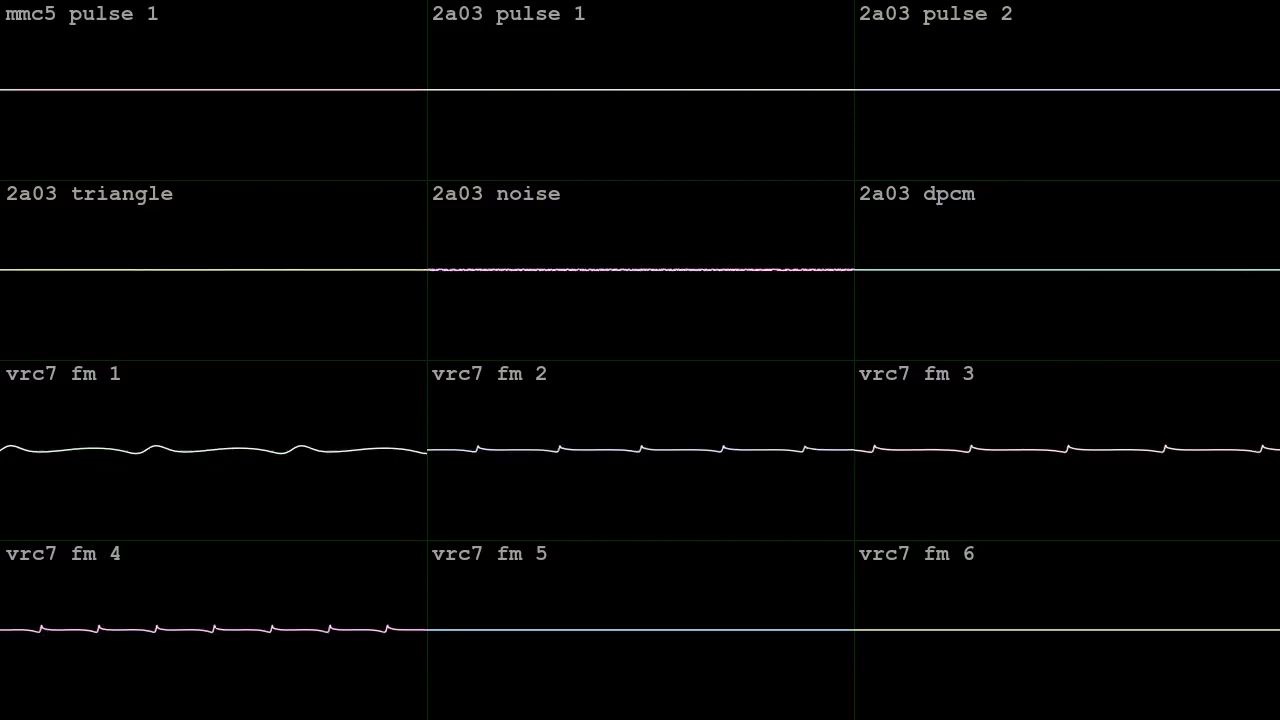 mmc5 pulse 1
2a03 pulse 1
2a03 pulse 2
2a03 triangle
2a03 noise
2a03 dpcm
vrc7 fm 1
vrc7 fm 2
vrc7 fm 3
vrc7 fm 4
vrc7 fm 5
vrc7 fm 6